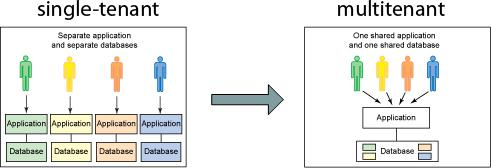 single-tenant
Separate application
and separate databases
Application Application Application Application
Database Database Database Database
multitenant
One shared application
and one shared database
Application
Database